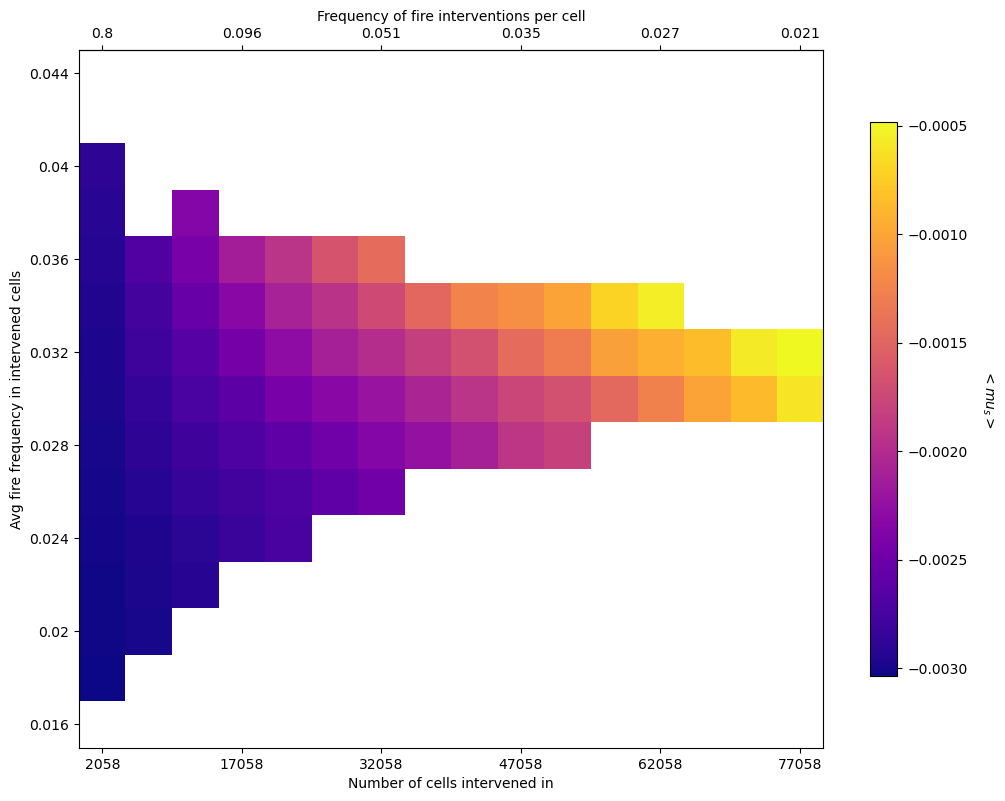 Frequency of fire interventions per cell
0.8 0.096 0.051 0.035 0.027 0.021
0.044
0.04
0.036
0.032
0.028
0.024
0.02
0.016
Avg fire frequency in intervened cells
2058 17058 32058 47058 62058 77058
Number of cells intervened in
−0.0005
−0.0010
−0.0015
−0.0020
−0.0025
−0.0030
< mu_s >